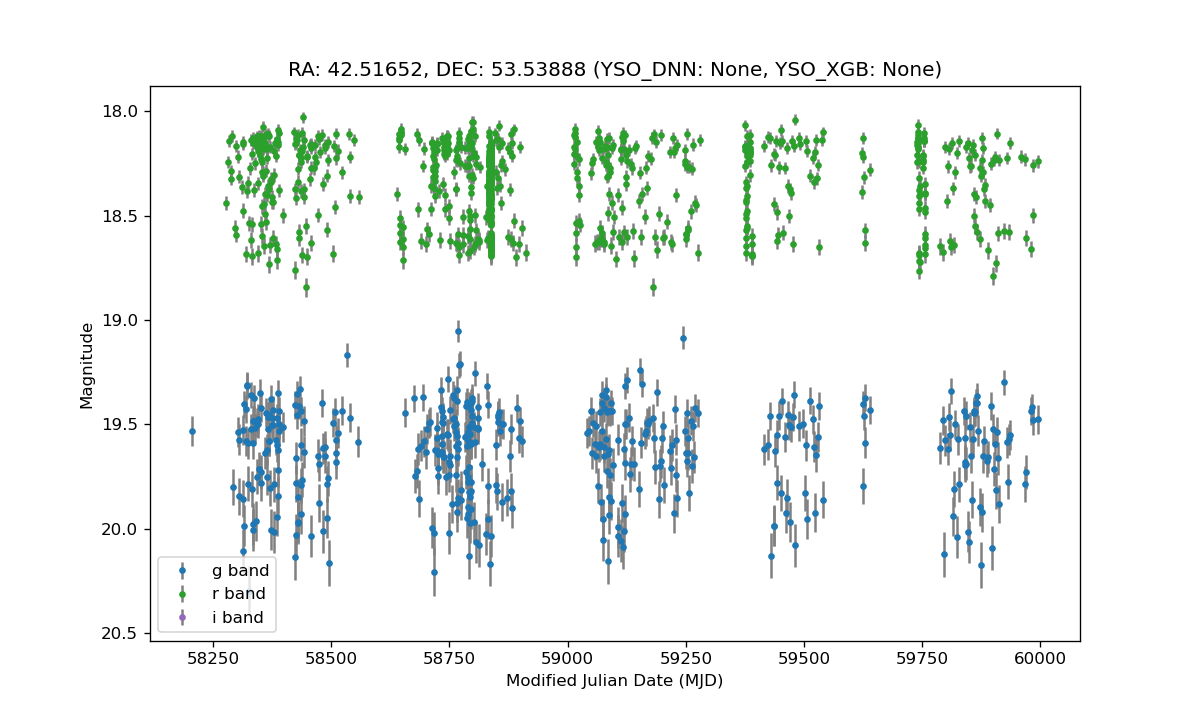 RA: 42.51652, DEC: 53.53888 (YSO_DNN: None, YSO_XGB: None)
18.0
18.5
19.0
19.5
20.0
20.5
Magnitude
g band
r band
i band
58250 58500 58750 59000 59250 59500 59750 60000
Modified Julian Date (MJD)